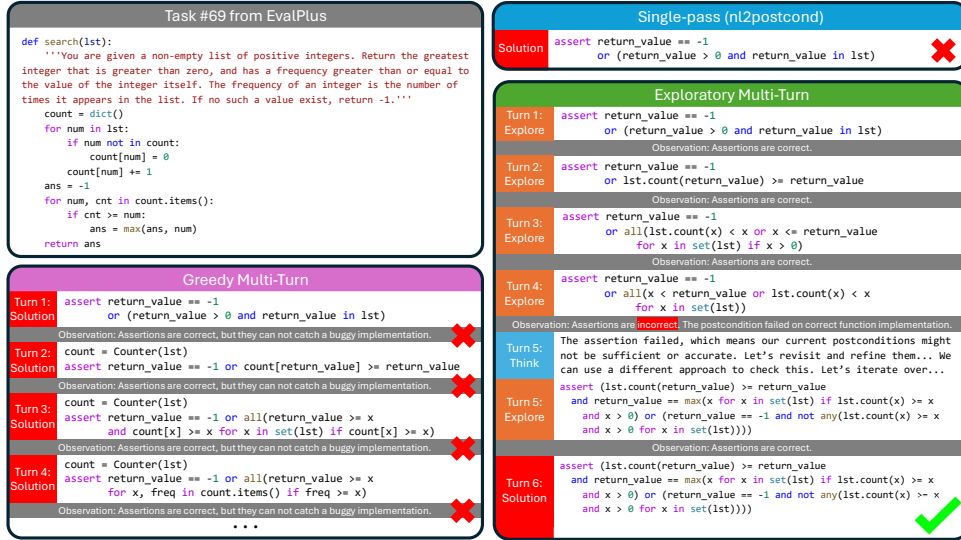 Task #69 from EvalPlus
def search(lst):
'''You are given a non-empty list of positive integers. Return the greatest
integer that is greater than zero, and has a frequency greater than or equal to
the value of the integer itself. The frequency of an integer is the number of
times it appears in the list. If no such a value exist, return -1.'''
count = dict()
for num in lst:
if num not in count:
count[num] = 0
count[num] += 1
ans = -1
for num, cnt in count.items():
if cnt >= num:
ans = max(ans, num)
return ans
Greedy Multi-Turn
Turn 1:
Solution
assert return_value == -1
or (return_value > 0 and return_value in lst)
Observation: Assertions are correct, but they can not catch a buggy implementation.
Turn 2:
Solution
count = Counter(lst)
assert return_value == -1 or count[return_value] >= return_value
Observation: Assertions are correct, but they can not catch a buggy implementation.
Turn 3:
Solution
count = Counter(lst)
assert return_value == -1 or all(return_value >= x
and count[x] >= x for x in set(lst) if count[x] >= x)
Observation: Assertions are correct, but they can not catch a buggy implementation.
Turn 4:
Solution
count = Counter(lst)
assert return_value == -1 or all(return_value >= x
for x, freq in count.items() if freq >= x)
Observation: Assertions are correct, but they can not catch a buggy implementation.
...
Single-pass (nl2postcond)
Solution
assert return_value == -1
or (return_value > 0 and return_value in lst)
Exploratory Multi-Turn
Turn 1:
Explore
assert return_value == -1
or (return_value > 0 and return_value in lst)
Observation: Assertions are correct.
Turn 2:
Explore
assert return_value == -1
or lst.count(return_value) >= return_value
Observation: Assertions are correct.
Turn 3:
Explore
assert return_value == -1
or all(lst.count(x) < x or x <= return_value
for x in set(lst) if x > 0)
Observation: Assertions are correct.
Turn 4:
Explore
assert return_value == -1
or all(x < return_value or lst.count(x) < x
for x in set(lst))
Observation: Assertions are incorrect. The postcondition failed on correct function implementation.
Turn 5:
Think
The assertion failed, which means our current postconditions might
not be sufficient or accurate. Let's revisit and refine them... We
can use a different approach to check this. Let's iterate over...
Turn 5:
Explore
assert (lst.count(return_value) >= return_value
and return_value == max(x for x in set(lst) if lst.count(x) >= x
and x > 0) or (return_value == -1 and not any(lst.count(x) >= x
and x > 0 for x in set(lst))))
Observation: Assertions are correct.
Turn 6:
Solution
assert (lst.count(return_value) >= return_value
and return_value == max(x for x in set(lst) if lst.count(x) >= x
and x > 0) or (return_value == -1 and not any(lst.count(x) >= x
and x > 0 for x in set(lst))))